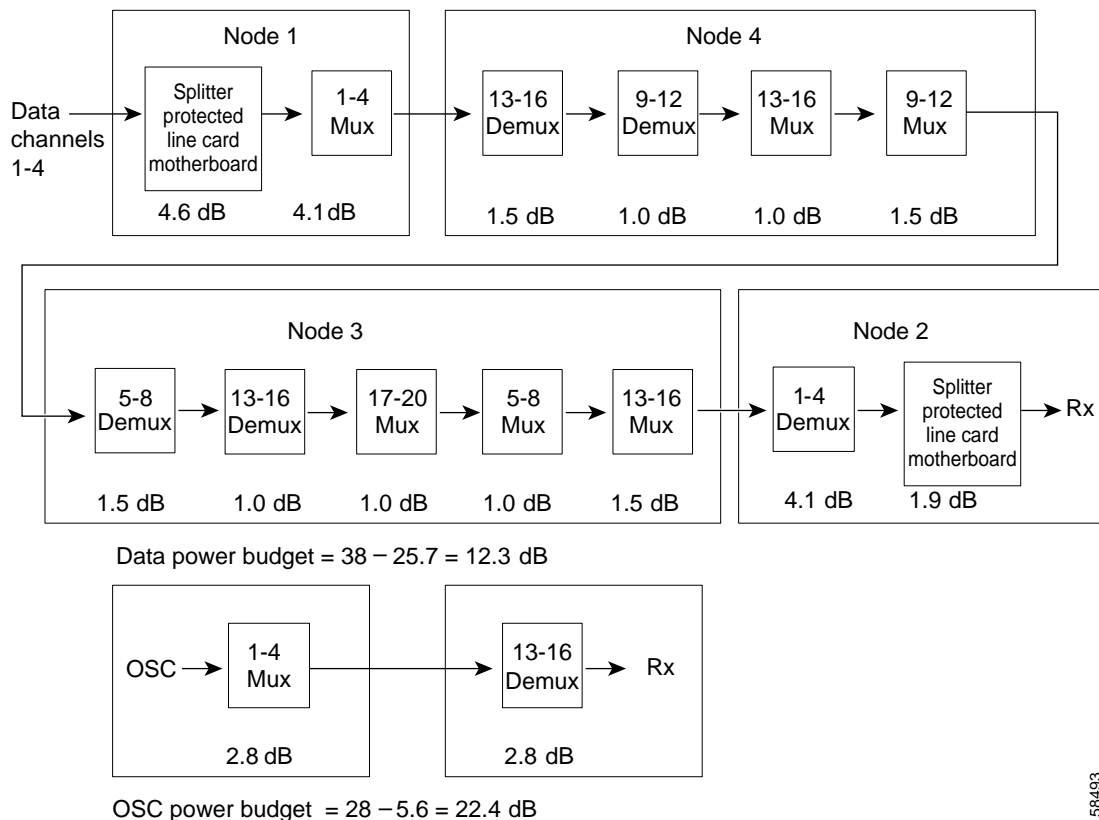 Node 1
Node 4
Data
channels
1-4
Splitter
protected
line card
motherboard
1-4
Mux
13-16
Demux
9-12
Demux
13-16
Mux
9-12
Mux
4.6 dB
4.1 dB
1.5 dB
1.0 dB
1.0 dB
1.5 dB
Node 3
Node 2
5-8
Demux
13-16
Demux
17-20
Mux
5-8
Mux
13-16
Mux
1-4
Demux
Splitter
protected
line card
motherboard
Rx
1.5 dB
1.0 dB
1.0 dB
1.0 dB
1.5 dB
4.1 dB
1.9 dB
Data power budget = 38 – 25.7 = 12.3 dB
OSC
1-4
Mux
13-16
Demux
Rx
2.8 dB
2.8 dB
OSC power budget = 28 – 5.6 = 22.4 dB
58493